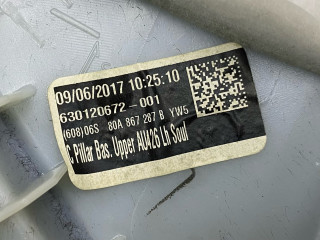 09/06/2017 10:25:10
630120672-001
(608)06S 80A 867 287 B YW5
C Pillar Bas. Upper AU426 Lh Soul